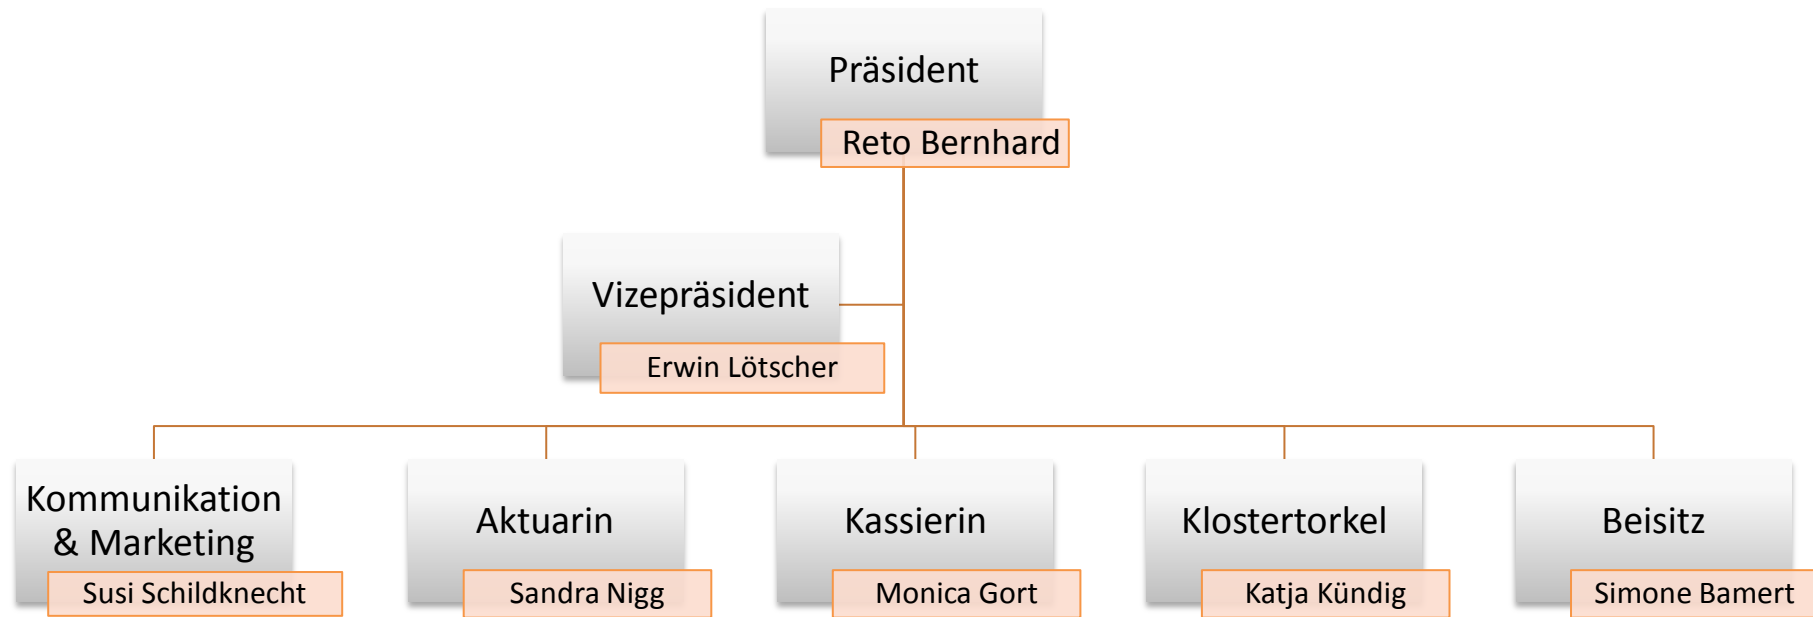 Präsident
Reto Bernhard
Vizepräsident
Erwin Lötscher
Kommunikation
& Marketing
Susi Schildknecht
Aktuarin
Sandra Nigg
Kassierin
Monica Gort
Klostertorkel
Katja Kündig
Beisitz
Simone Bamert